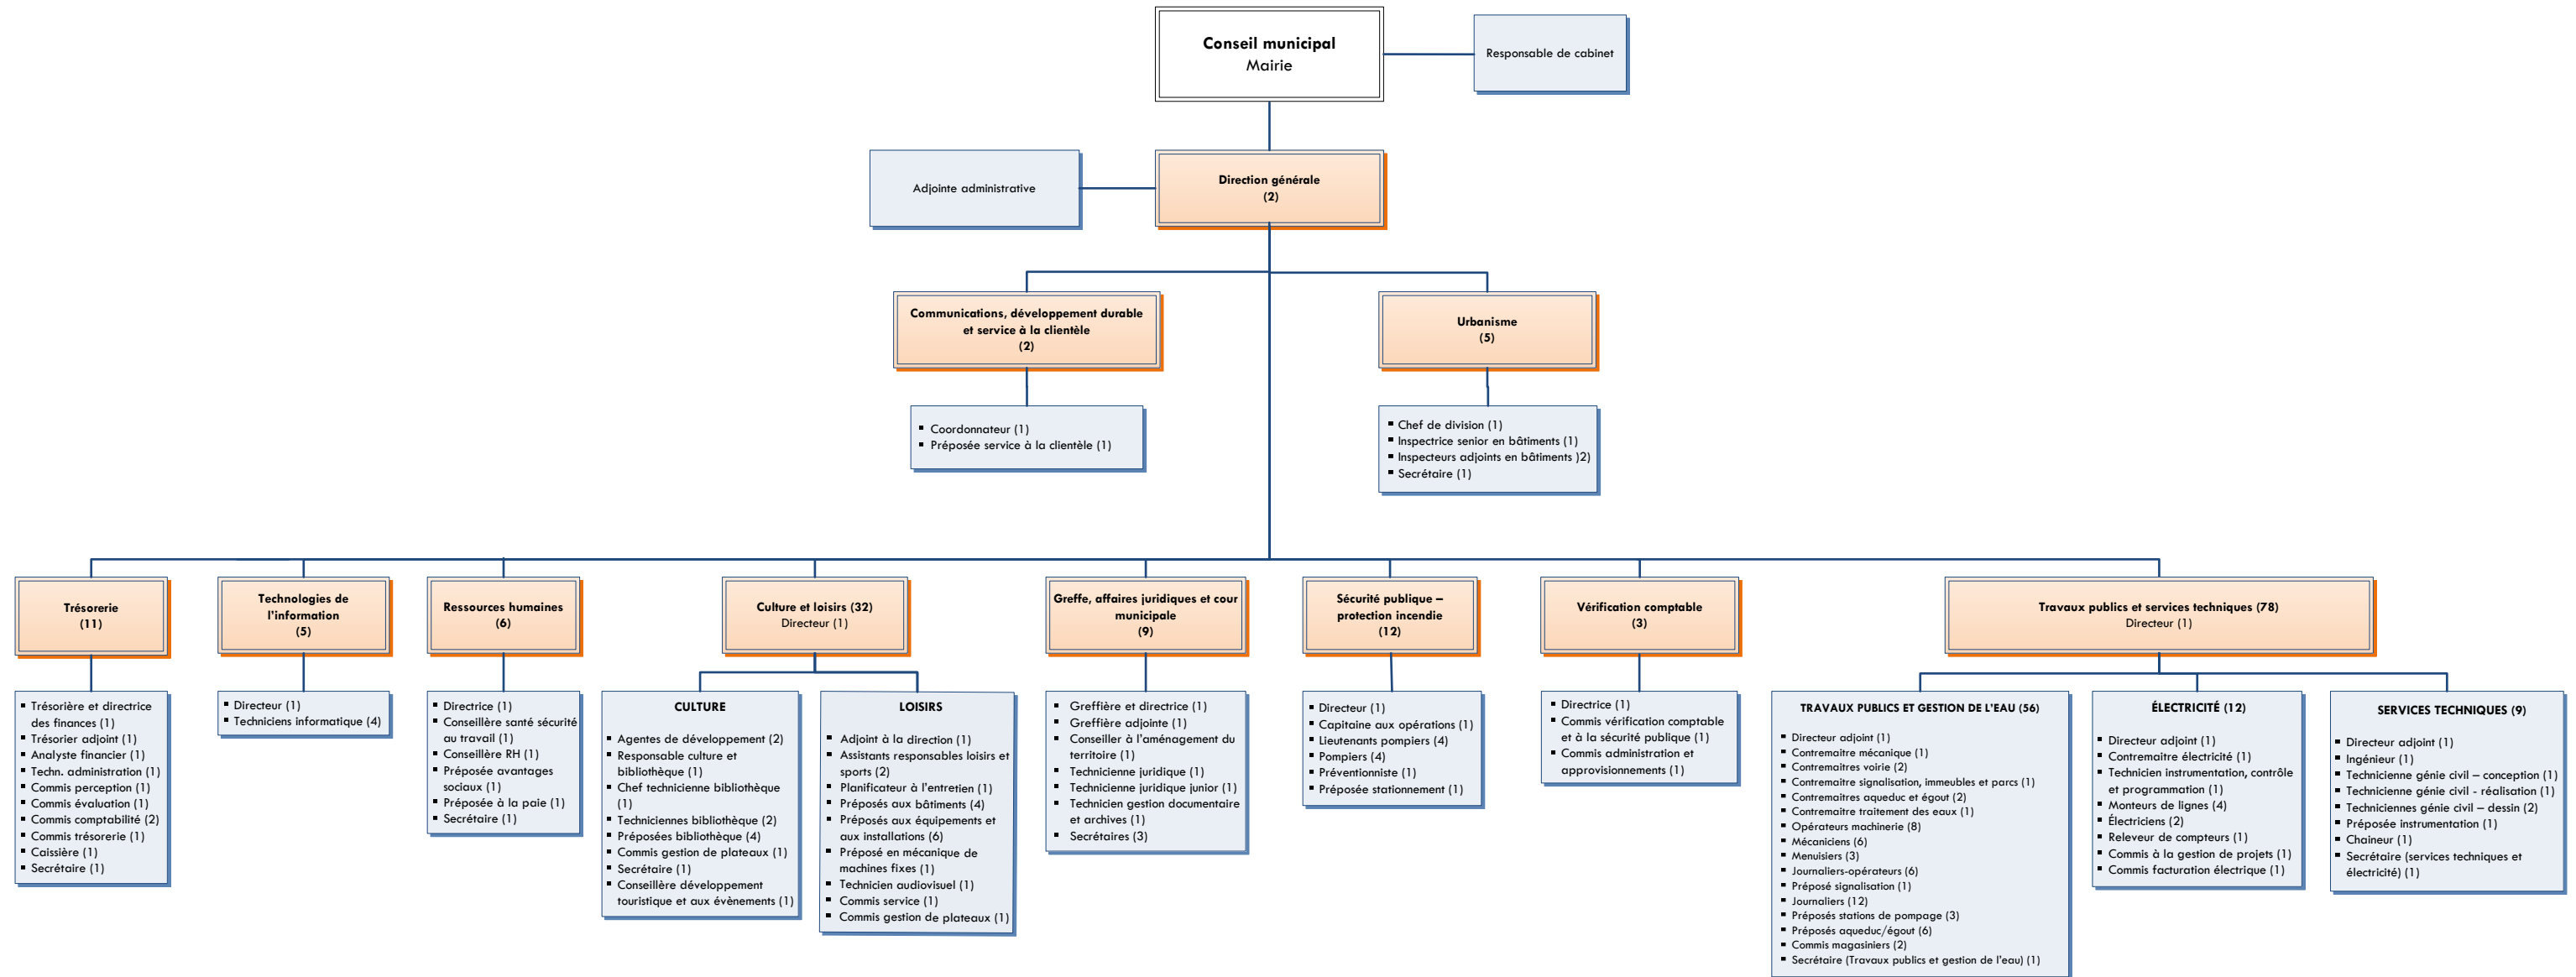 Conseil municipal
Mairie
Responsable de cabinet
Adjointe administrative
Direction générale
(2)
Communications, développement durable
et service à la clientèle
(2)
Urbanisme
(5)
▪ Coordonnateur (1)
▪ Préposée service à la clientèle (1)
▪ Chef de division (1)
▪ Inspectrice senior en bâtiments (1)
▪ Inspecteurs adjoints en bâtiments )2)
▪ Secrétaire (1)
Trésorerie
(11)
Technologies de
l'information
(5)
Ressources humaines
(6)
Culture et loisirs (32)
Directeur (1)
Greffe, affaires juridiques et cour
municipale
(9)
Sécurité publique –
protection incendie
(12)
Vérification comptable
(3)
Travaux publics et services techniques (78)
Directeur (1)
▪ Trésorière et directrice
des finances (1)
▪ Trésorier adjoint (1)
▪ Analyste financier (1)
▪ Techn. administration (1)
▪ Commis perception (1)
▪ Commis évaluation (1)
▪ Commis comptabilité (2)
▪ Commis trésorerie (1)
▪ Caissière (1)
▪ Secrétaire (1)
▪ Directeur (1)
▪ Techniciens informatique (4)
▪ Directrice (1)
▪ Conseillère santé sécurité
au travail (1)
▪ Conseillère RH (1)
▪ Préposée avantages
sociaux (1)
▪ Préposée à la paie (1)
▪ Secrétaire (1)
CULTURE
▪ Agentes de développement (2)
▪ Responsable culture et
bibliothèque (1)
▪ Chef technicienne bibliothèque
(1)
▪ Techniciennes bibliothèque (2)
▪ Préposées bibliothèque (4)
▪ Commis gestion de plateaux (1)
▪ Secrétaire (1)
▪ Conseillère développement
touristique et aux évènements (1)
LOISIRS
▪ Adjoint à la direction (1)
▪ Assistants responsables loisirs et
sports (2)
▪ Planificateur à l'entretien (1)
▪ Préposés aux bâtiments (4)
▪ Préposés aux équipements et
aux installations (6)
▪ Préposé en mécanique de
machines fixes (1)
▪ Technicien audiovisuel (1)
▪ Commis service (1)
▪ Commis gestion de plateaux (1)
▪ Greffière et directrice (1)
▪ Greffière adjointe (1)
▪ Conseiller à l'aménagement du
territoire (1)
▪ Technicienne juridique (1)
▪ Technicienne juridique junior (1)
▪ Technicien gestion documentaire
et archives (1)
▪ Secrétaires (3)
▪ Directeur (1)
▪ Capitaine aux opérations (1)
▪ Lieutenants pompiers (4)
▪ Pompiers (4)
▪ Préventionniste (1)
▪ Préposée stationnement (1)
▪ Directrice (1)
▪ Commis vérification comptable
et à la sécurité publique (1)
▪ Commis administration et
approvisionnements (1)
TRAVAUX PUBLICS ET GESTION DE L'EAU (56)
▪ Directeur adjoint (1)
▪ Contremaitre mécanique (1)
▪ Contremaitres voirie (2)
▪ Contremaitre signalisation, immeubles et parcs (1)
▪ Contremaitres aqueduc et égout (2)
▪ Contremaitre traitement des eaux (1)
▪ Opérateurs machinerie (8)
▪ Mécaniciens (6)
▪ Menuisiers (3)
▪ Journaliers-opérateurs (6)
▪ Préposé signalisation (1)
▪ Journaliers (12)
▪ Préposés stations de pompage (3)
▪ Préposés aqueduc/égout (6)
▪ Commis magasiniers (2)
▪ Secrétaire (Travaux publics et gestion de l'eau) (1)
ÉLECTRICITÉ (12)
▪ Directeur adjoint (1)
▪ Contremaitre électricité (1)
▪ Technicien instrumentation, contrôle
et programmation (1)
▪ Monteurs de lignes (4)
▪ Électriciens (2)
▪ Releveur de compteurs (1)
▪ Commis à la gestion de projets (1)
▪ Commis facturation électrique (1)
SERVICES TECHNIQUES (9)
▪ Directeur adjoint (1)
▪ Ingénieur (1)
▪ Technicienne génie civil – conception (1)
▪ Technicienne génie civil - réalisation (1)
▪ Techniciennes génie civil – dessin (2)
▪ Préposée instrumentation (1)
▪ Chaineur (1)
▪ Secrétaire (services techniques et
électricité) (1)